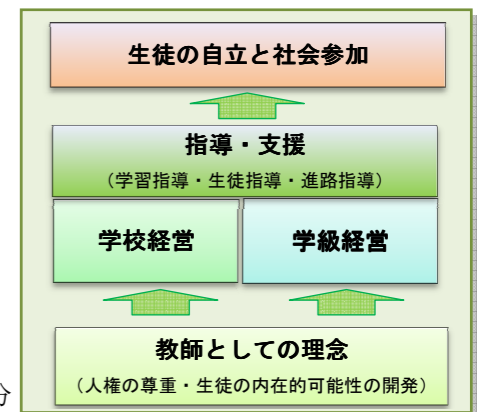 生徒の自立と社会参加
指導・支援
（学習指導・生徒指導・進路指導）
学校経営
学級経営
教師としての理念
（人権の尊重・生徒の内在的可能性の開発）
分